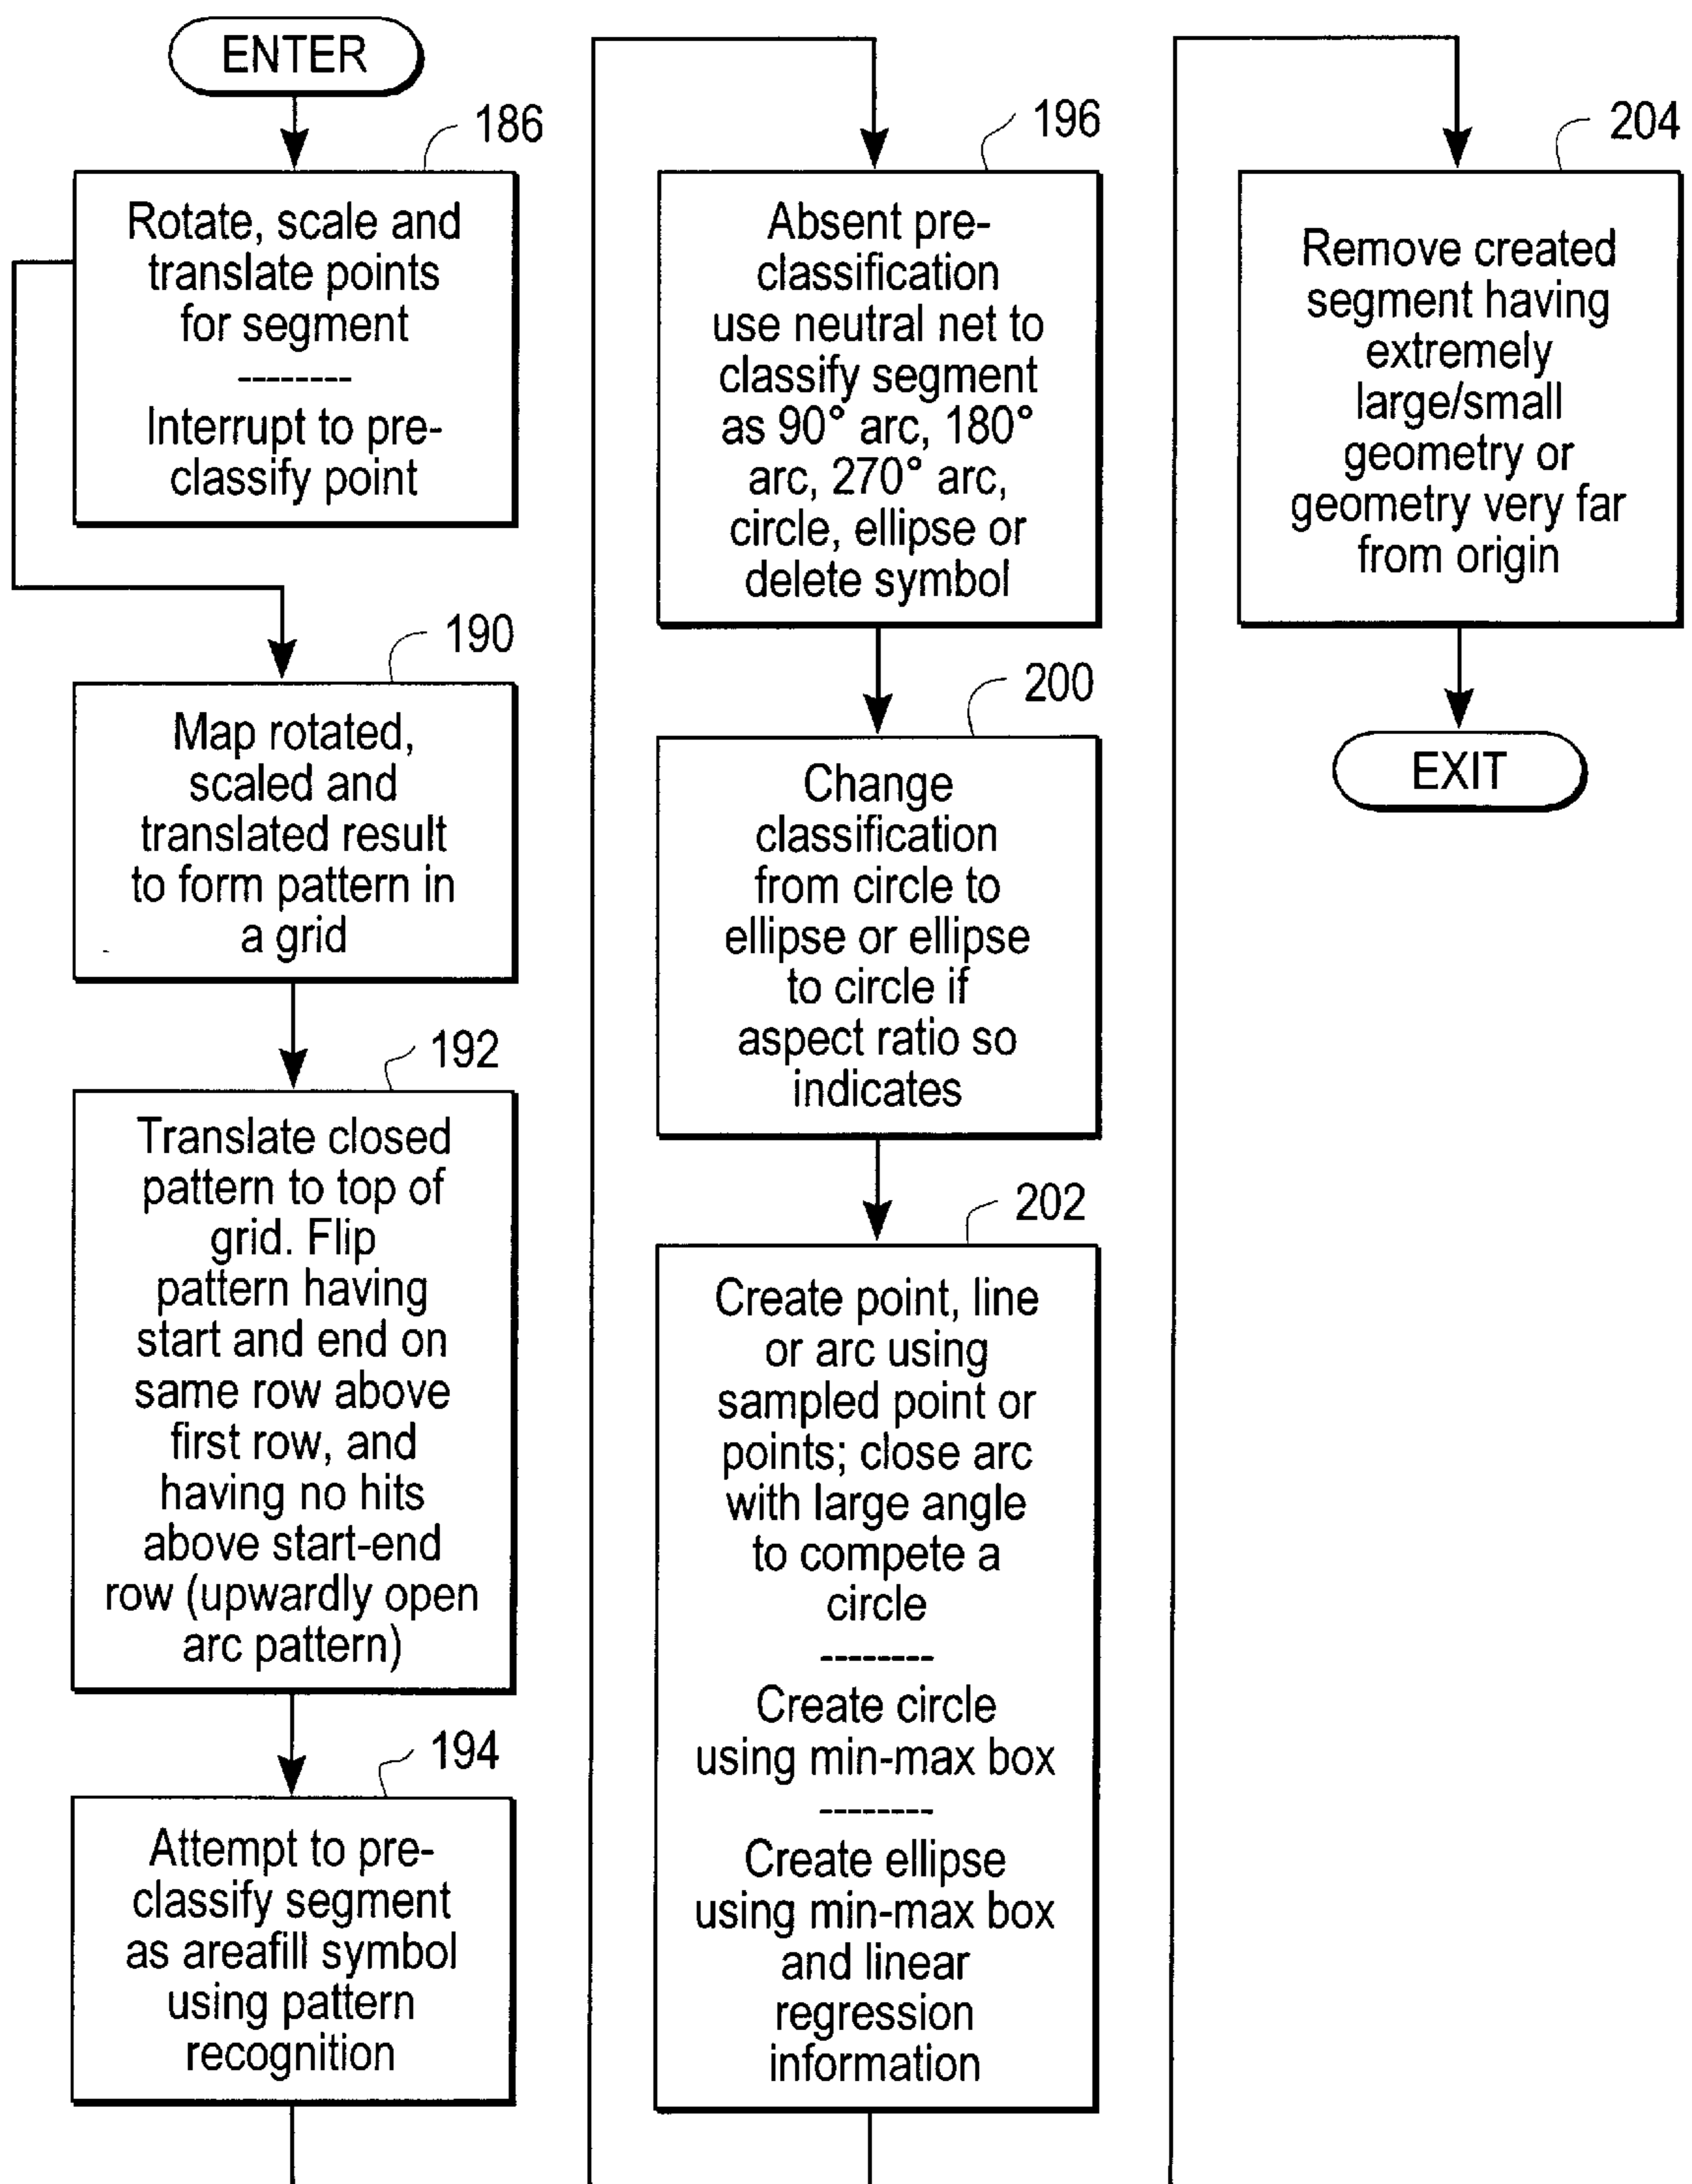 ENTER
186
Rotate, scale and
translate points
for segment
--------
Interrupt to pre-
classify point
190
Map rotated,
scaled and
translated result
to form pattern in
a grid
192
Translate closed
pattern to top of
grid. Flip
pattern having
start and end on
same row above
first row, and
having no hits
above start-end
row (upwardly open
arc pattern)
194
Attempt to pre-
classify segment
as areafill symbol
using pattern
recognition
196
Absent pre-
classification
use neutral net to
classify segment
as 90° arc, 180°
arc, 270° arc,
circle, ellipse or
delete symbol
200
Change
classification
from circle to
ellipse or ellipse
to circle if
aspect ratio so
indicates
202
Create point, line
or arc using
sampled point or
points; close arc
with large angle
to compete a
circle
--------
Create circle
using min-max box
--------
Create ellipse
using min-max box
and linear
regression
information
204
Remove created
segment having
extremely
large/small
geometry or
geometry very far
from origin
EXIT